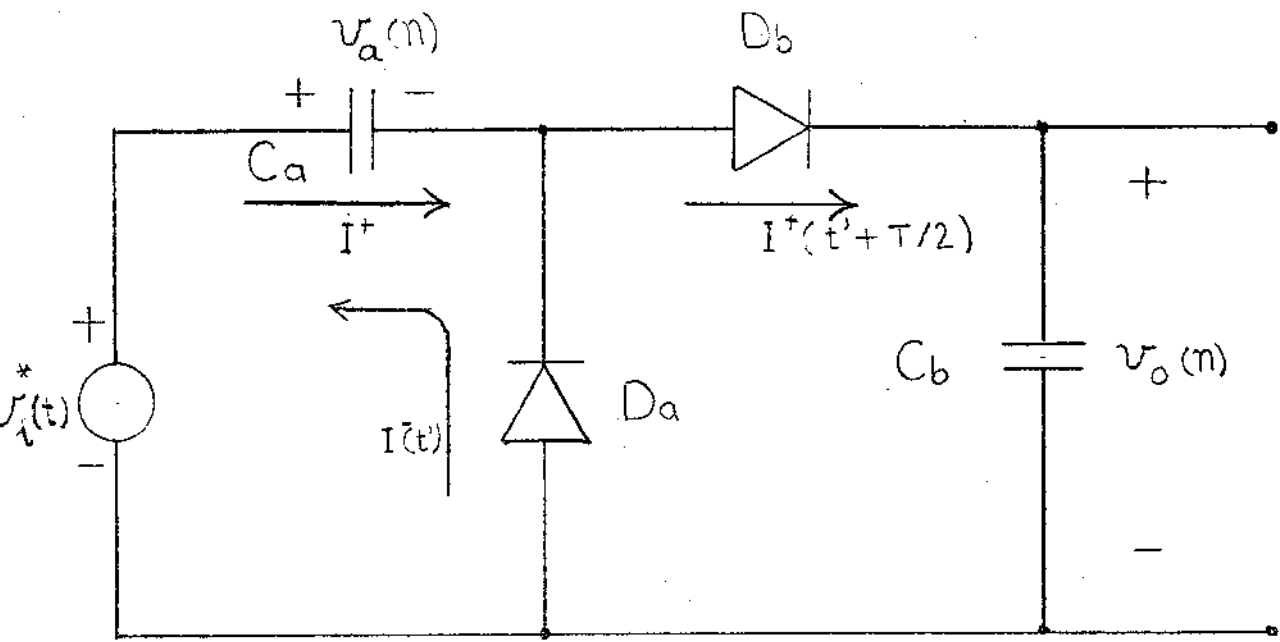 v_a(n)
D_b
+ −
C_a
I⁺
I⁺(t'+T/2)
+
+
v_i*(t)
−
I⁻(t')
D_a
C_b
v_o(n)
−